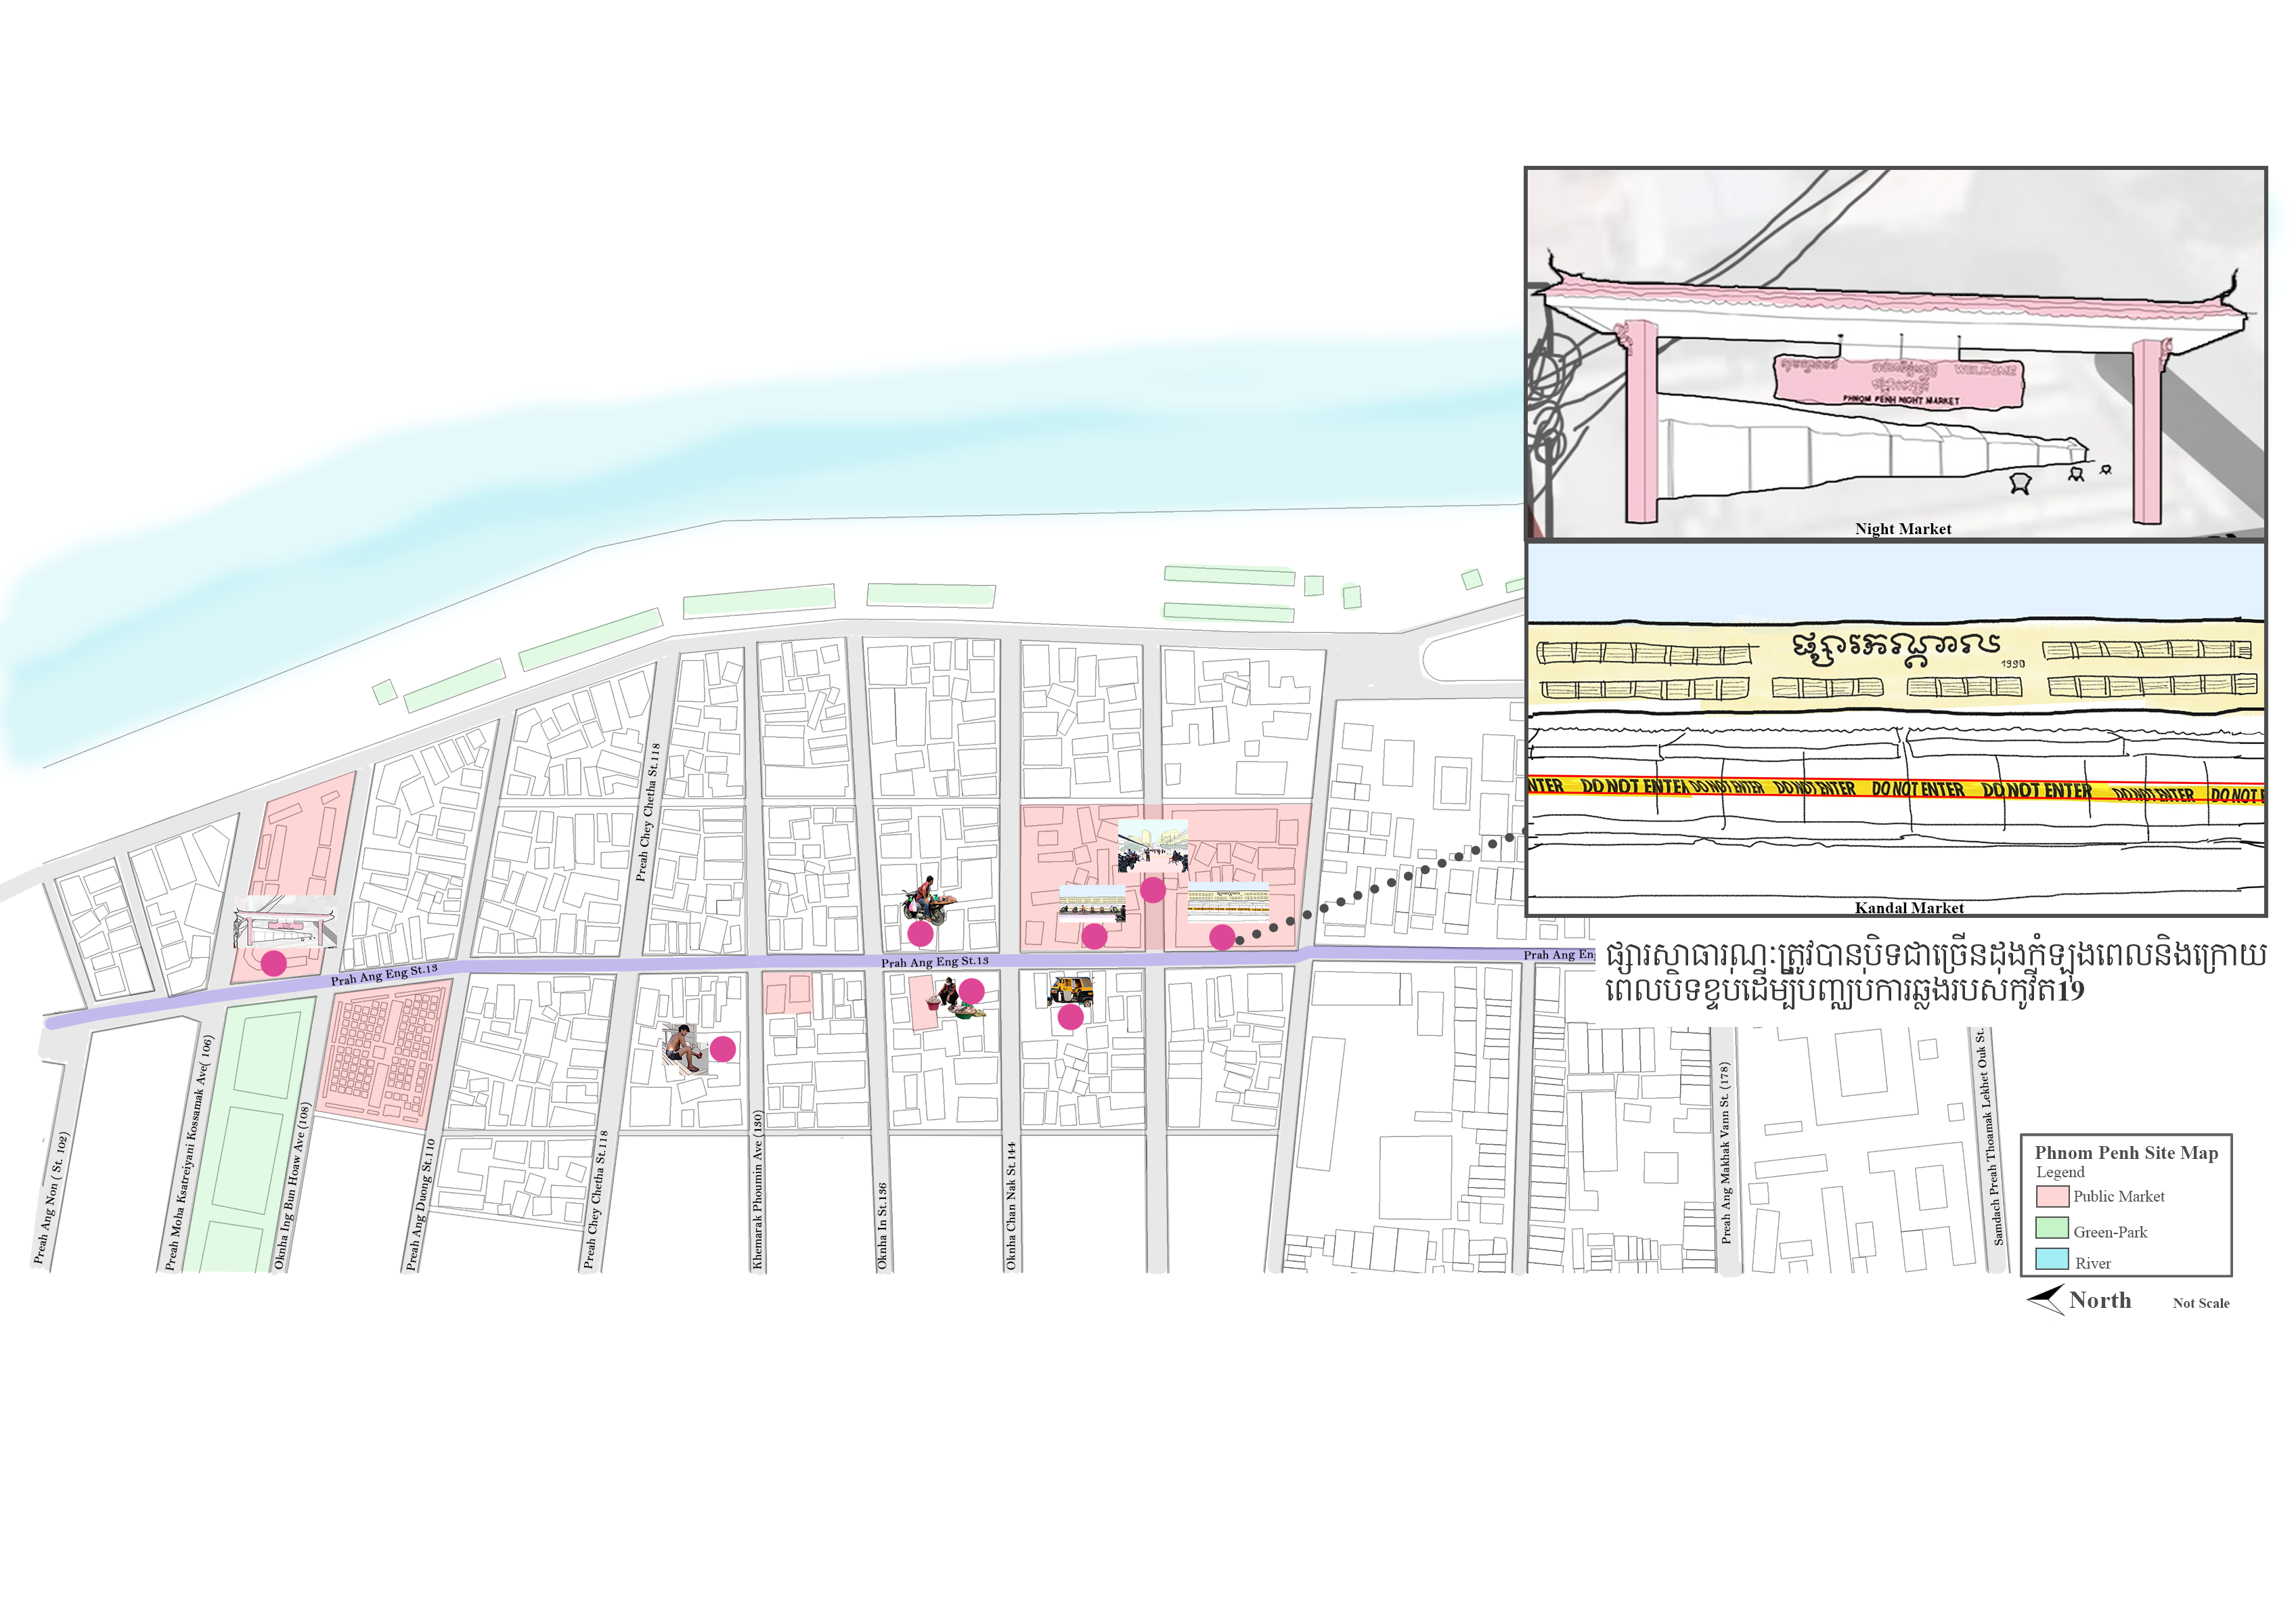 WELCOME
PHNOM PENH NIGHT MARKET
Night Market
ផ្សារកណ្តាល
1990
NTER DO NOT ENTER DO NOT ENTER DO NOT ENTER DO NOT ENTER DO NOT ENTER DO NOT ENTER DO NOT E
Kandal Market
ផ្សារសាធារណៈត្រូវបានបិទជាច្រើនដងកំឡុងពេលនិងក្រោយ
ពេលបិទខ្ទប់ដើម្បីបញ្ឈប់ការឆ្លងរបស់កូវីត19
Preah Chey Chetha St.118
Prah Ang Eng St.13
Prah Ang Eng St.13
Prah Ang Eng
Preah Ang Non ( St. 102)
Preah Moha Ksatreiyani Kossamak Ave( 106)
Oknha Ing Bun Hoaw Ave (108)
Preah Ang Duong St.110
Preah Chey Chetha St.118
Khemarak Phoumin Ave (130)
Oknha In St.136
Oknha Chan Nak St.144
Preah Ang Makhak Vann St. (178)
Samdach Preah Thoamak Lekhet Ouk St.
Phnom Penh Site Map
Legend
Public Market
Green-Park
River
North
Not Scale